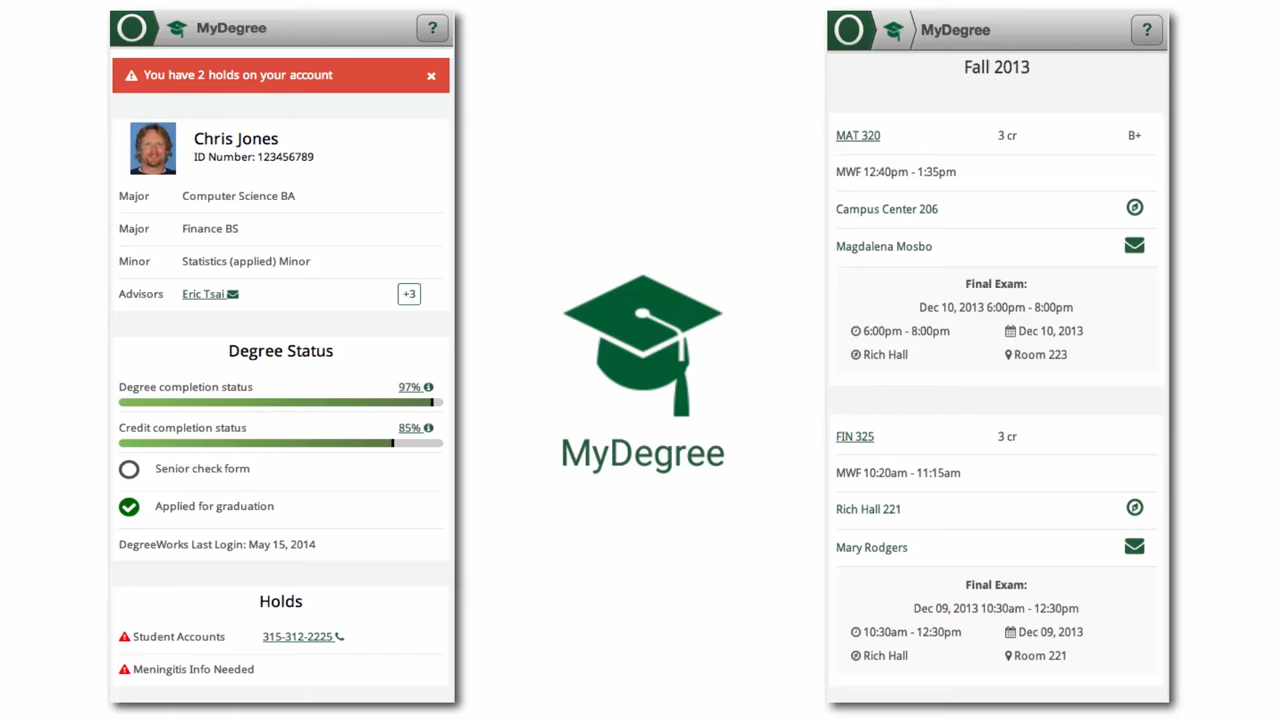 MyDegree
?
You have 2 holds on your account ×
Chris Jones
ID Number: 123456789
Major Computer Science BA
Major Finance BS
Minor Statistics (applied) Minor
Advisors Eric Tsai +3
Degree Status
Degree completion status 97%
Credit completion status 85%
Senior check form
Applied for graduation
DegreeWorks Last Login: May 15, 2014
Holds
Student Accounts 315-312-2225
Meningitis Info Needed
MyDegree
MyDegree
?
Fall 2013
MAT 320 3 cr B+
MWF 12:40pm - 1:35pm
Campus Center 206
Magdalena Mosbo
Final Exam:
Dec 10, 2013 6:00pm - 8:00pm
6:00pm - 8:00pm Dec 10, 2013
Rich Hall Room 223
FIN 325 3 cr
MWF 10:20am - 11:15am
Rich Hall 221
Mary Rodgers
Final Exam:
Dec 09, 2013 10:30am - 12:30pm
10:30am - 12:30pm Dec 09, 2013
Rich Hall Room 221